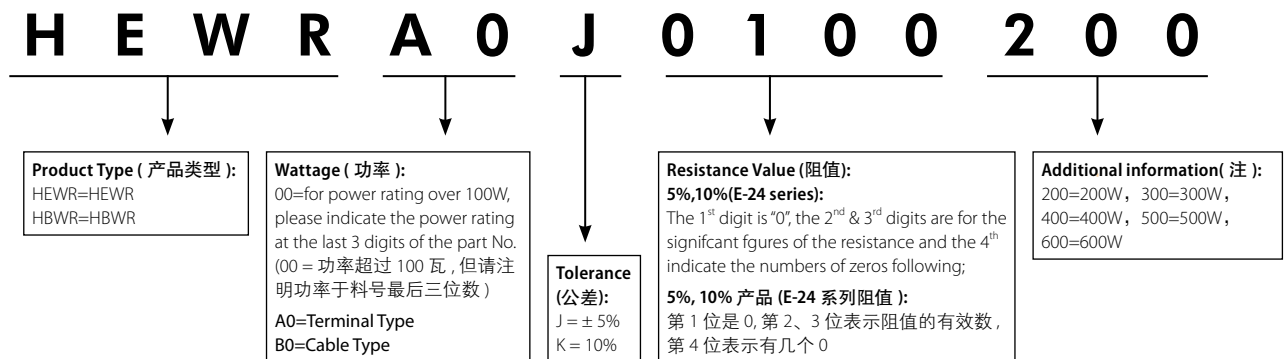 H E W R A 0 J 0 1 0 0 2 0 0
Product Type ( 产品类型 ):
HEWR=HEWR
HBWR=HBWR
Wattage ( 功率 ):
00=for power rating over 100W,
please indicate the power rating
at the last 3 digits of the part No.
(00 = 功率超过 100 瓦 , 但请注
明功率于料号最后三位数 )
A0=Terminal Type
B0=Cable Type
Tolerance
(公差):
J = ± 5%
K = 10%
Resistance Value (阻值):
5%,10%(E-24 series):
The 1st digit is "0", the 2nd & 3rd digits are for the
signifcant fgures of the resistance and the 4th
indicate the numbers of zeros following;
5%, 10% 产品 (E-24 系列阻值 ):
第 1 位是 0, 第 2、3 位表示阻值的有效数 ,
第 4 位表示有几个 0
Additional information( 注 ):
200=200W，300=300W，
400=400W，500=500W，
600=600W